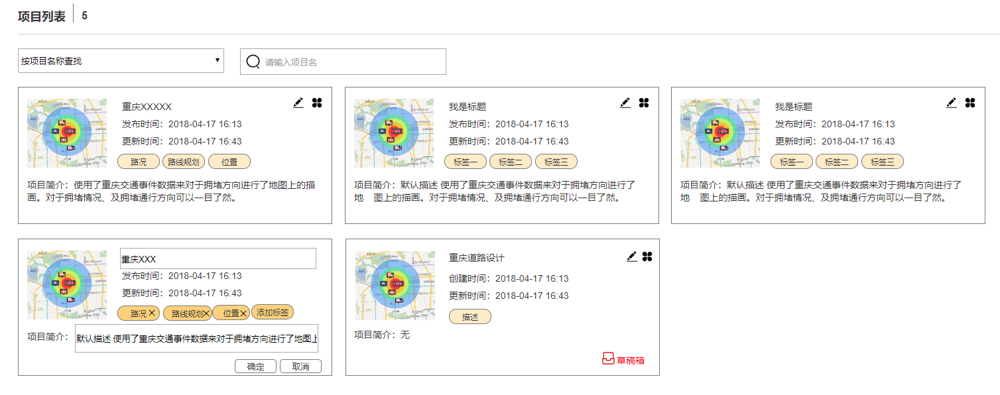 项目列表 5
按项目名称查找
请输入项目名
重庆XXXXX
发布时间：2018-04-17 16:13
更新时间：2018-04-17 16:43
路况 路线规划 位置
项目简介：使用了重庆交通事件数据来对于拥堵方向进行了地图上的描
画。对于拥堵情况、及拥堵通行方向可以一目了然。
我是标题
发布时间：2018-04-17 16:13
更新时间：2018-04-17 16:43
标签一 标签二 标签三
项目简介：默认描述 使用了重庆交通事件数据来对于拥堵方向进行了
地 图上的描画。对于拥堵情况、及拥堵通行方向可以一目了然。
我是标题
发布时间：2018-04-17 16:13
更新时间：2018-04-17 16:43
标签一 标签二 标签三
项目简介：默认描述 使用了重庆交通事件数据来对于拥堵方向进行了
地 图上的描画。对于拥堵情况、及拥堵通行方向可以一目了然。
重庆XXX
发布时间：2018-04-17 16:13
更新时间：2018-04-17 16:43
路况 路线规划 位置 添加标签
项目简介： 默认描述 使用了重庆交通事件数据来对于拥堵方向进行了地图上
确定 取消
重庆道路设计
创建时间：2018-04-17 16:13
更新时间：2018-04-17 16:43
描述
项目简介：无
草稿箱